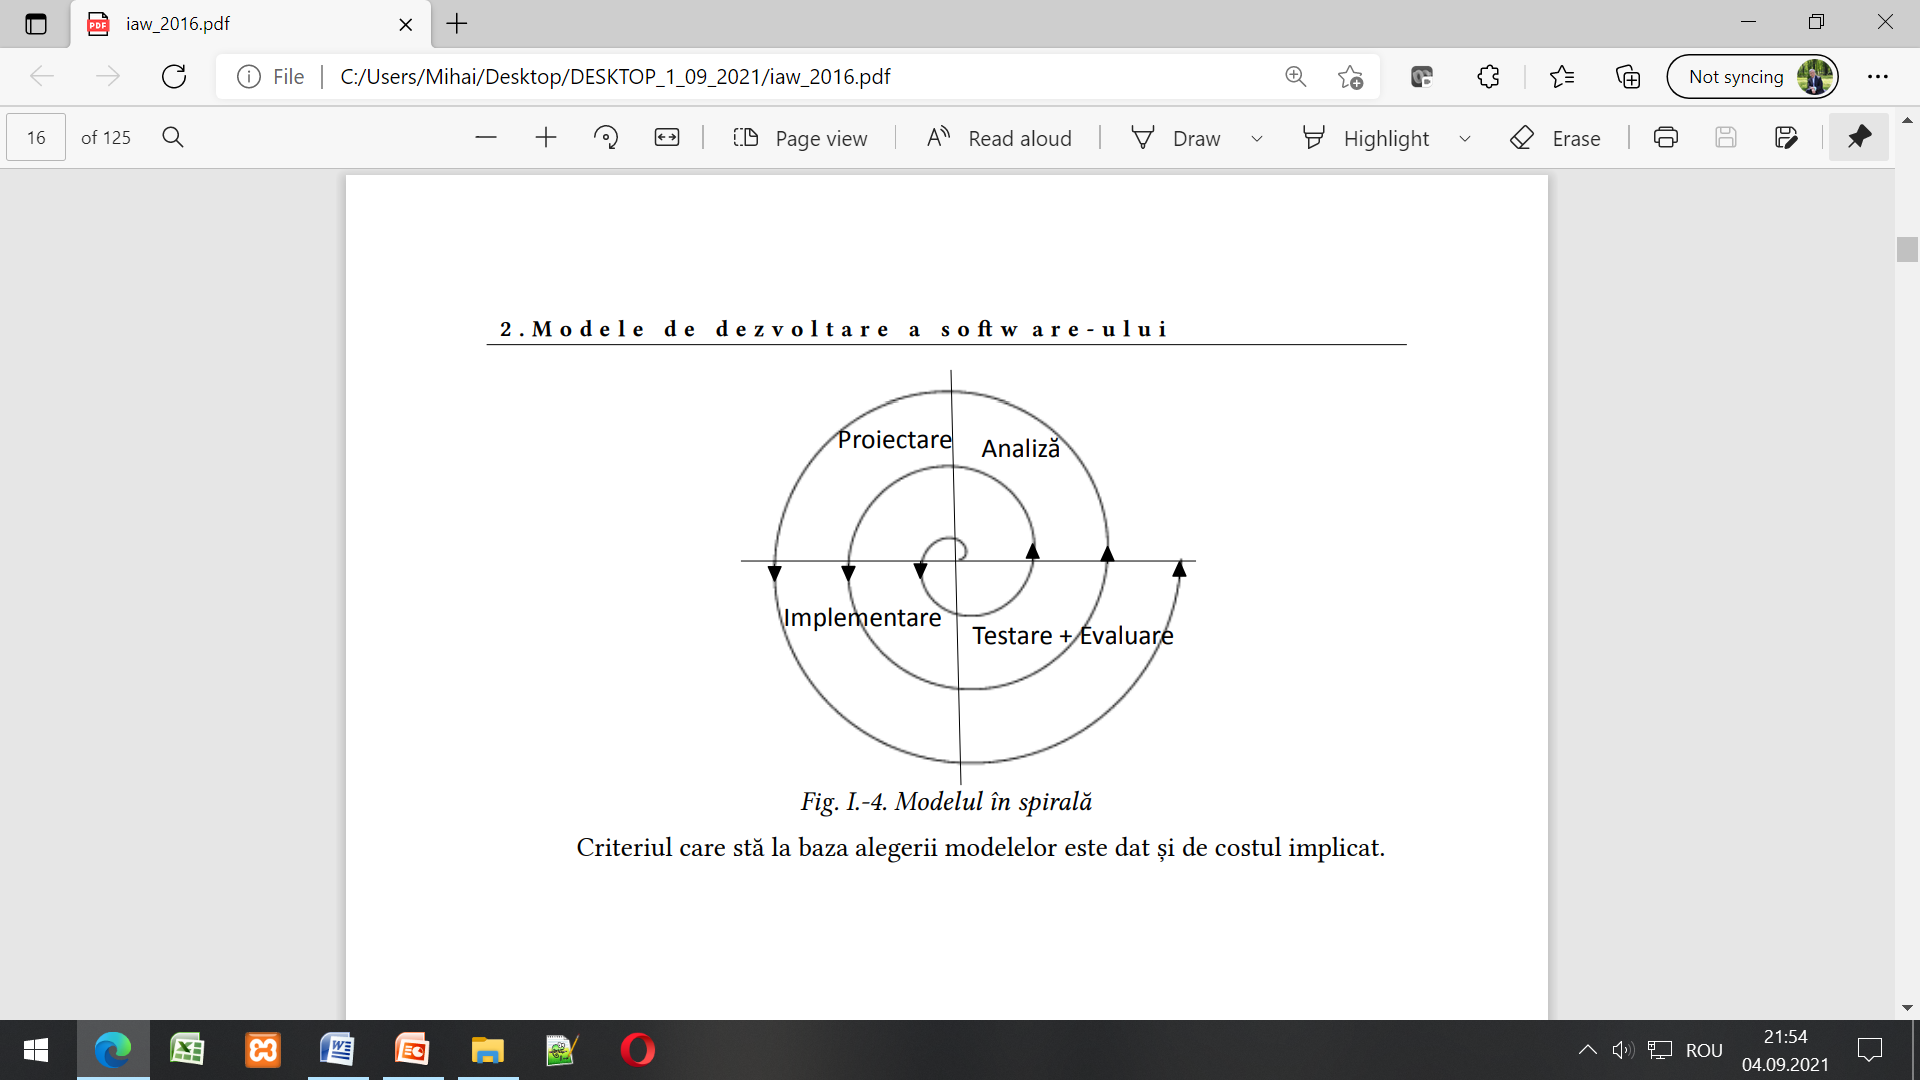 iaw_2016.pdf
File
C:/Users/Mihai/Desktop/DESKTOP_1_09_2021/iaw_2016.pdf
Not syncing
16 of 125
Page view
Read aloud
Draw
Highlight
Erase
2.Modele de dezvoltare a software-ului
Proiectare
Analiză
Implementare
Testare + Evaluare
Fig. I.-4. Modelul în spirală
Criteriul care stă la baza alegerii modelelor este dat și de costul implicat.
ROU
21:54
04.09.2021